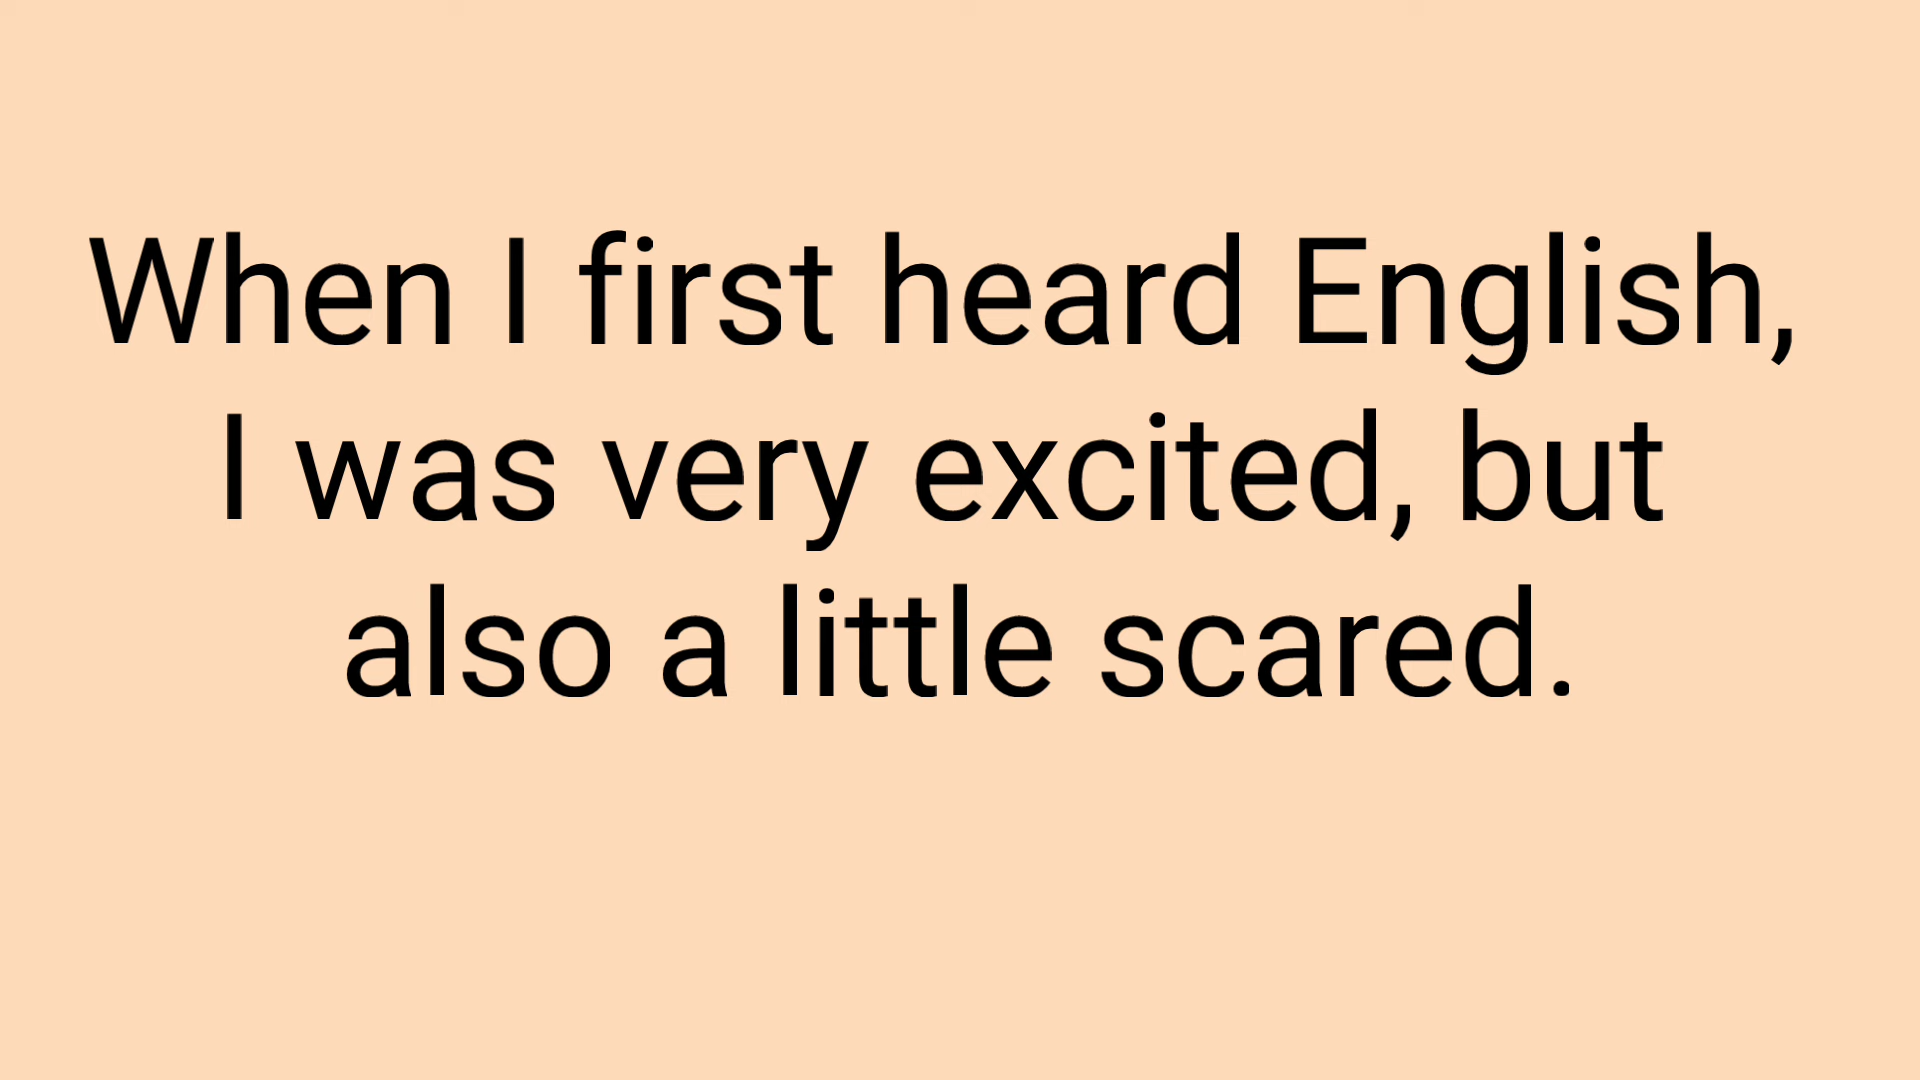 When I first heard English,
I was very excited, but
also a little scared.